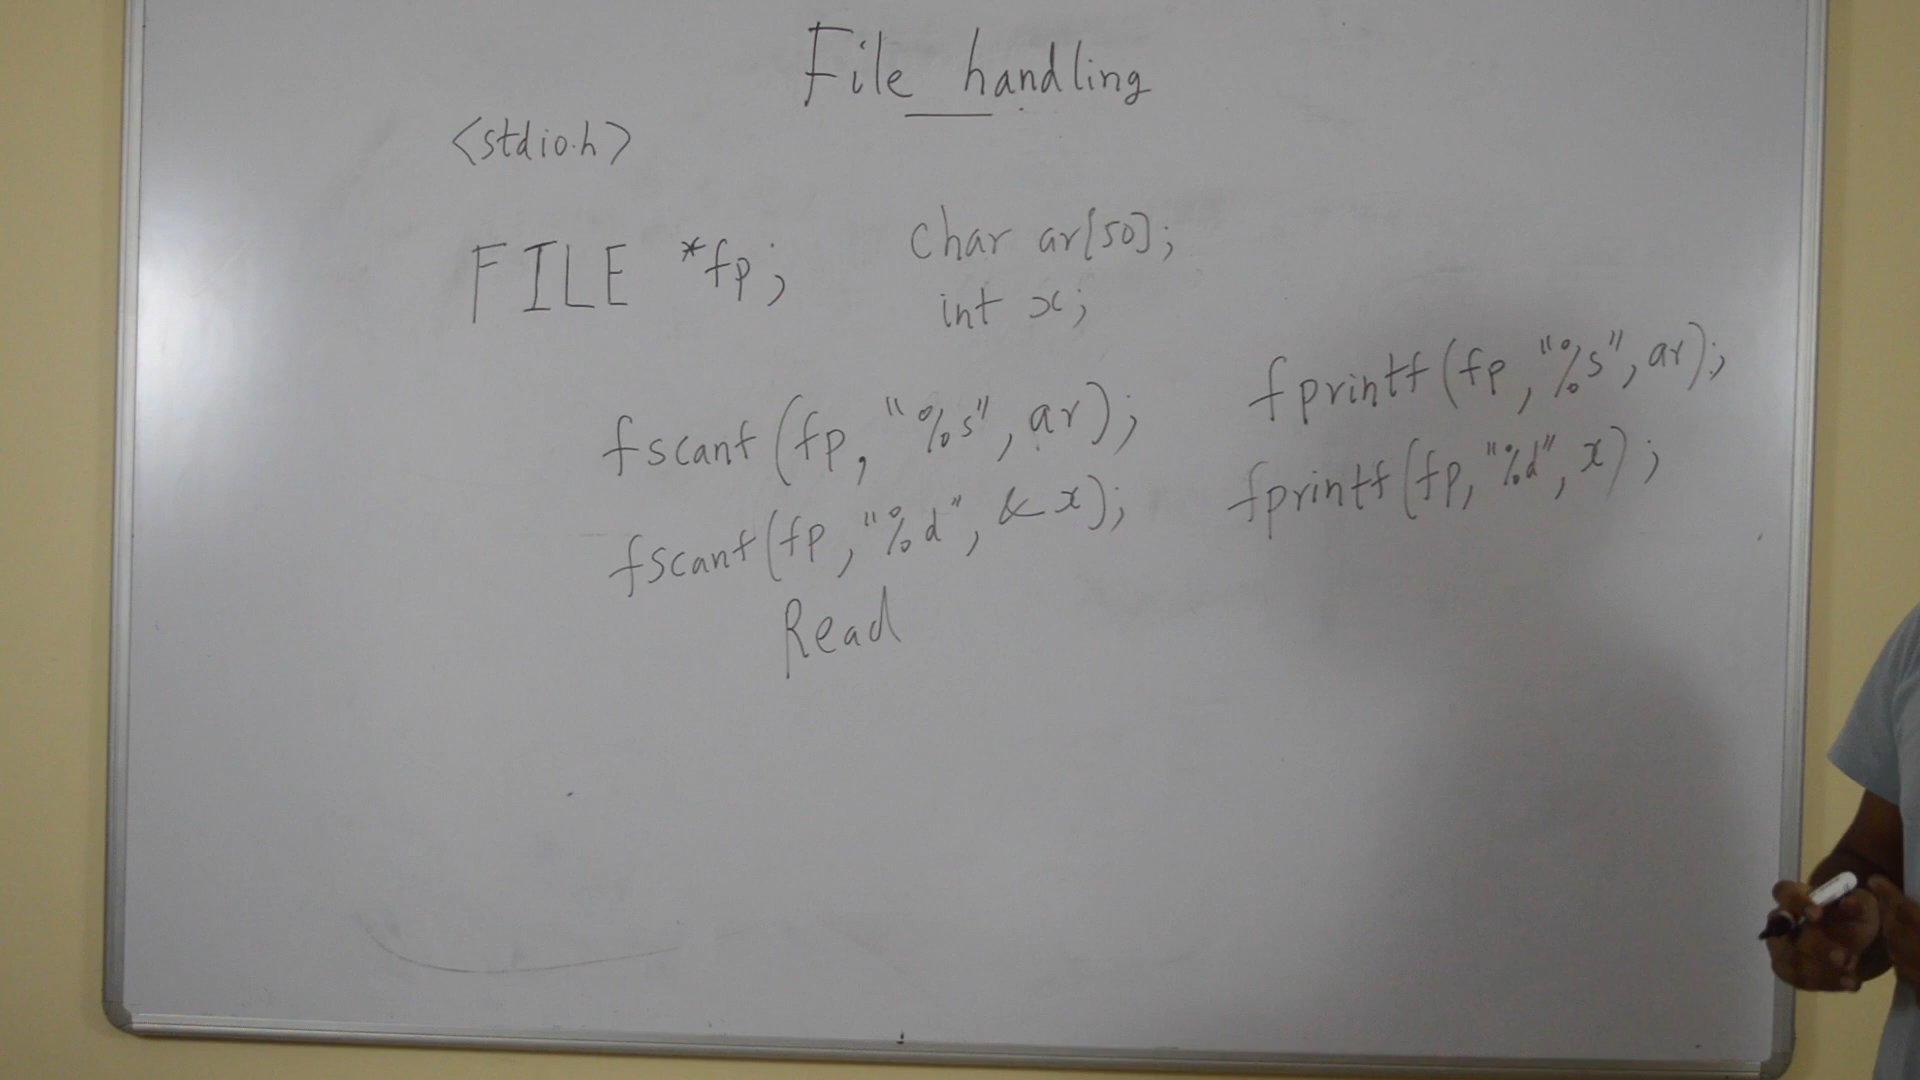 File handling
<stdio.h>
FILE *fp;
char ar[50];
int x;
fscanf(fp, "%s", ar);
fprintf(fp, "%s", ar);
fscanf(fp, "%d", &x);
fprintf(fp, "%d", x);
Read